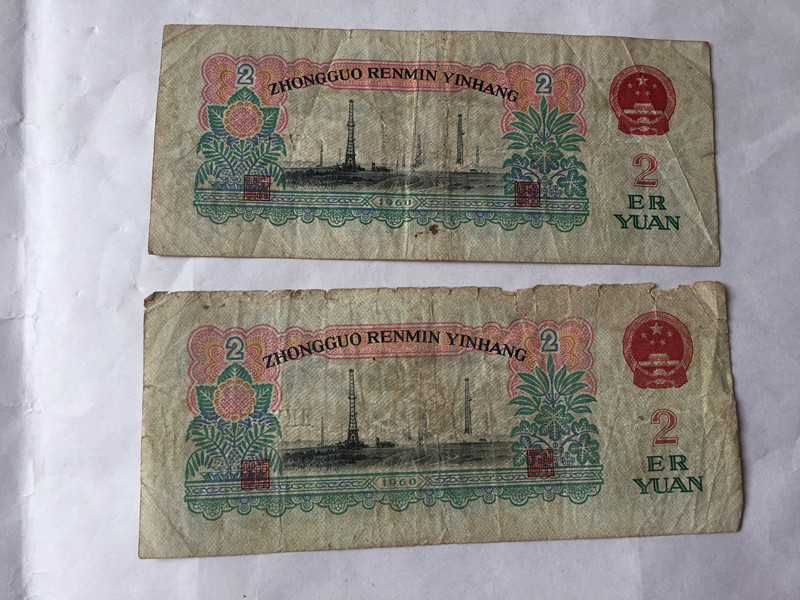 2 ZHONGGUO RENMIN YINHANG 2
2
ER
YUAN
1960
2 ZHONGGUO RENMIN YINHANG 2
2
ER
YUAN
1960